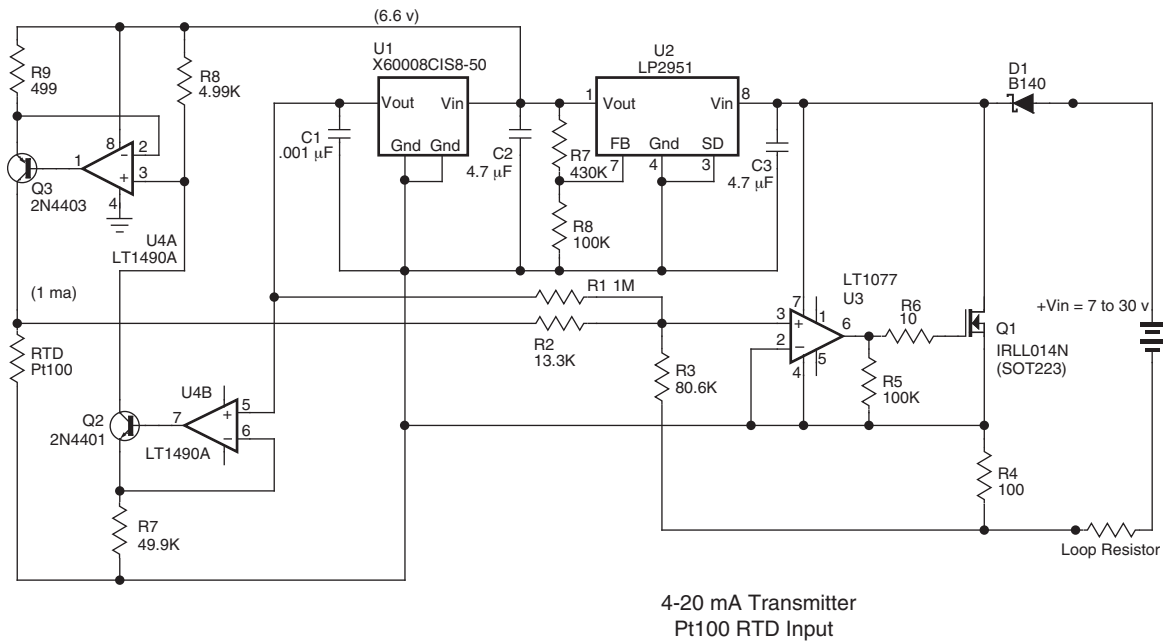 (6.6 v)
R9
499
R8
4.99K
8
2
1
3
4
–
+
Q3
2N4403
U4A
LT1490A
(1 ma)
RTD
Pt100
U4B
5
7
6
+
–
Q2
2N4401
LT1490A
R7
49.9K
U1
X60008CIS8-50
Vout
Vin
Gnd
Gnd
C1
.001 µF
C2
4.7 µF
U2
LP2951
1
Vout
Vin
8
FB
Gnd
SD
7
4
3
R7
430K
R8
100K
C3
4.7 µF
D1
B140
R1 1M
R2
13.3K
R3
80.6K
LT1077
U3
7
1
3
+
6
2
–
4
5
R6
10
R5
100K
Q1
IRLL014N
(SOT223)
+Vin = 7 to 30 v
R4
100
Loop Resistor
4-20 mA Transmitter
Pt100 RTD Input